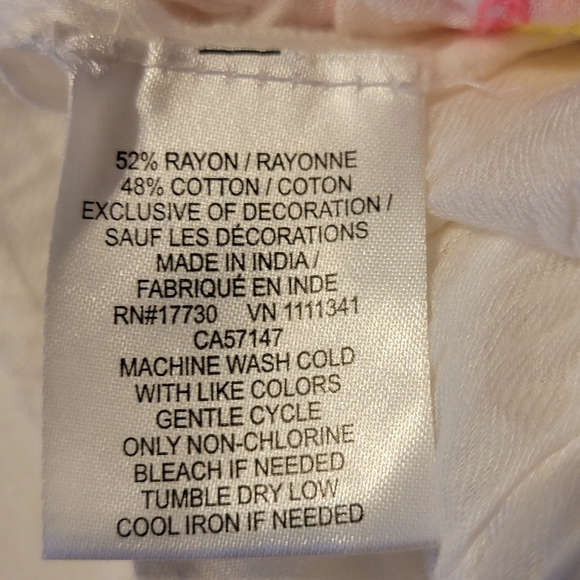 52% RAYON / RAYONNE
48% COTTON / COTON
EXCLUSIVE OF DECORATION /
SAUF LES DÉCORATIONS
MADE IN INDIA /
FABRIQUÉ EN INDE
RN#17730 VN 1111341
CA57147
MACHINE WASH COLD
WITH LIKE COLORS
GENTLE CYCLE
ONLY NON-CHLORINE
BLEACH IF NEEDED
TUMBLE DRY LOW
COOL IRON IF NEEDED